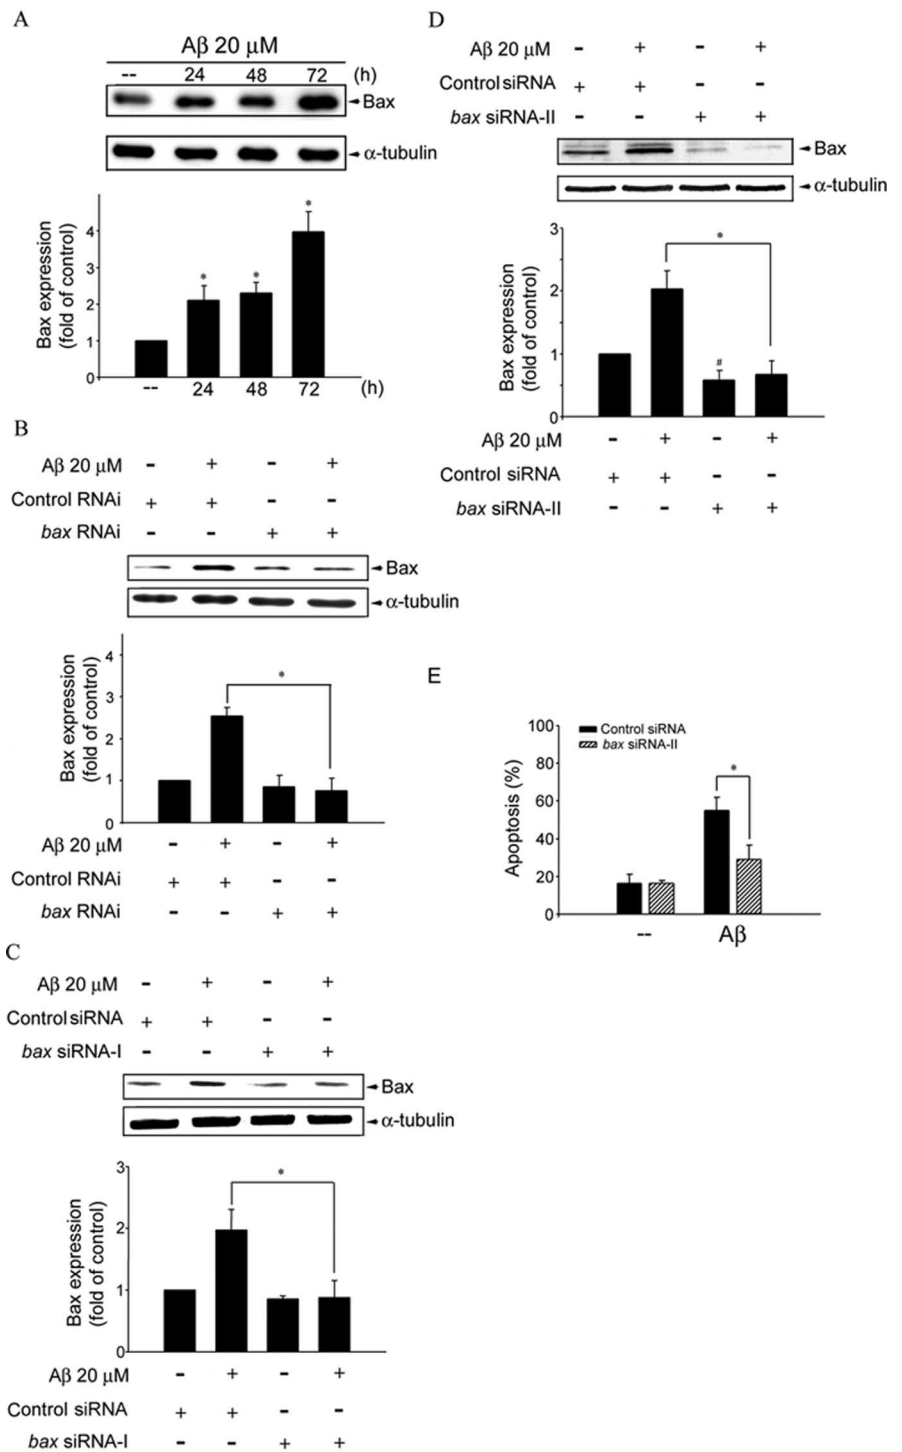 A
Aβ 20 μM
-- 24 48 72 (h)
Bax
α-tubulin
Bax expression
(fold of control)
4
3
2
1
0
* * *
-- 24 48 72 (h)
B
Aβ 20 μM - + - +
Control RNAi + + - -
bax RNAi - - + +
Bax
α-tubulin
Bax expression
(fold of control)
4
3
2
1
0
*
Aβ 20 μM - + - +
Control RNAi + + - -
bax RNAi - - + +
C
Aβ 20 μM - + - +
Control siRNA + + - -
bax siRNA-I - - + +
Bax
α-tubulin
Bax expression
(fold of control)
3
2
1
0
*
Aβ 20 μM - + - +
Control siRNA + + - -
bax siRNA-I - - + +
D
Aβ 20 μM - + - +
Control siRNA + + - -
bax siRNA-II - - + +
Bax
α-tubulin
Bax expression
(fold of control)
3
2
1
0
*
#
Aβ 20 μM - + - +
Control siRNA + + - -
bax siRNA-II - - + +
E
Apoptosis (%)
100
80
60
40
20
0
Control siRNA
bax siRNA-II
*
-- Aβ